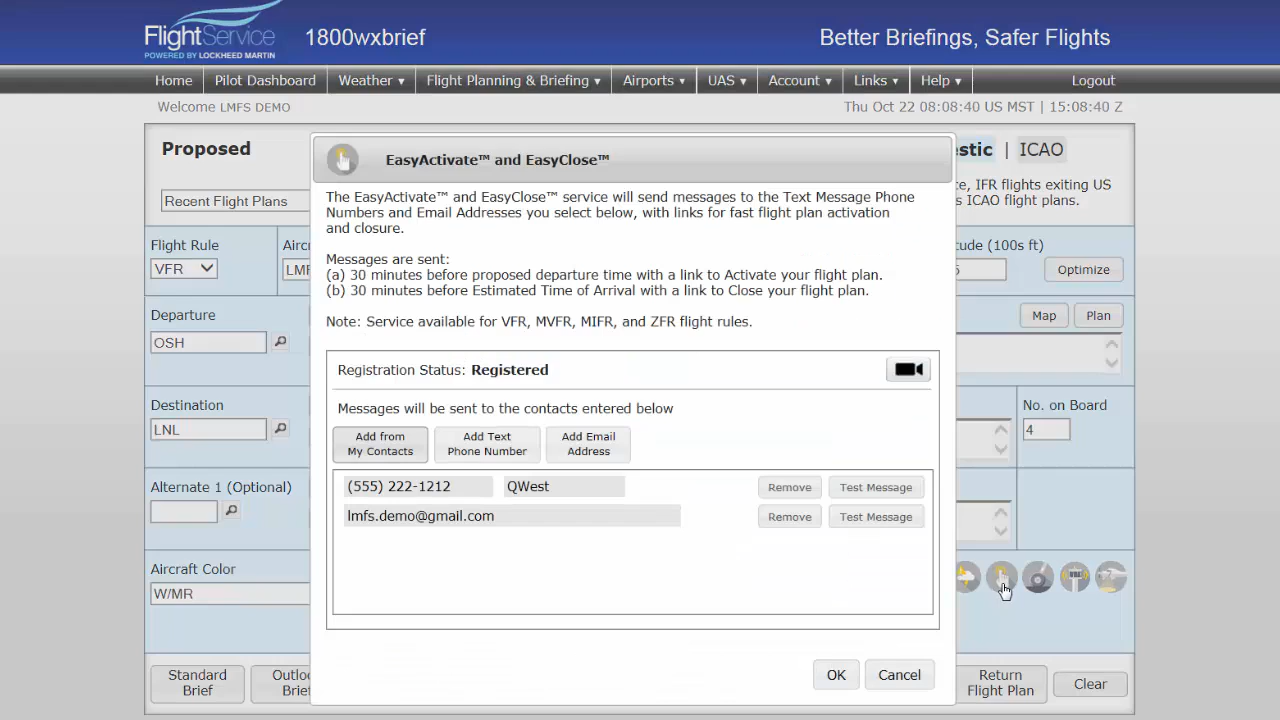 FlightService
POWERED BY LOCKHEED MARTIN
1800wxbrief
Better Briefings, Safer Flights
Home Pilot Dashboard Weather ▾ Flight Planning & Briefing ▾ Airports ▾ UAS ▾ Account ▾ Links ▾ Help ▾ Logout
Welcome LMFS DEMO
Thu Oct 22 08:08:40 US MST | 15:08:40 Z
Proposed
stic | ICAO
Recent Flight Plans
e, IFR flights exiting US
s ICAO flight plans.
EasyActivate™ and EasyClose™
The EasyActivate™ and EasyClose™ service will send messages to the Text Message Phone
Numbers and Email Addresses you select below, with links for fast flight plan activation
and closure.
Messages are sent:
(a) 30 minutes before proposed departure time with a link to Activate your flight plan.
(b) 30 minutes before Estimated Time of Arrival with a link to Close your flight plan.
Note: Service available for VFR, MVFR, MIFR, and ZFR flight rules.
Registration Status: Registered
Messages will be sent to the contacts entered below
Add from
My Contacts
Add Text
Phone Number
Add Email
Address
(555) 222-1212 QWest Remove Test Message
lmfs.demo@gmail.com Remove Test Message
OK Cancel
Flight Rule
VFR
Aircr
LMF
tude (100s ft)
5
Optimize
Departure
OSH
Map Plan
Destination
LNL
No. on Board
4
Alternate 1 (Optional)
Aircraft Color
W/MR
VRA
Standard
Brief
Outloo
Brie
Return
Flight Plan
Clear